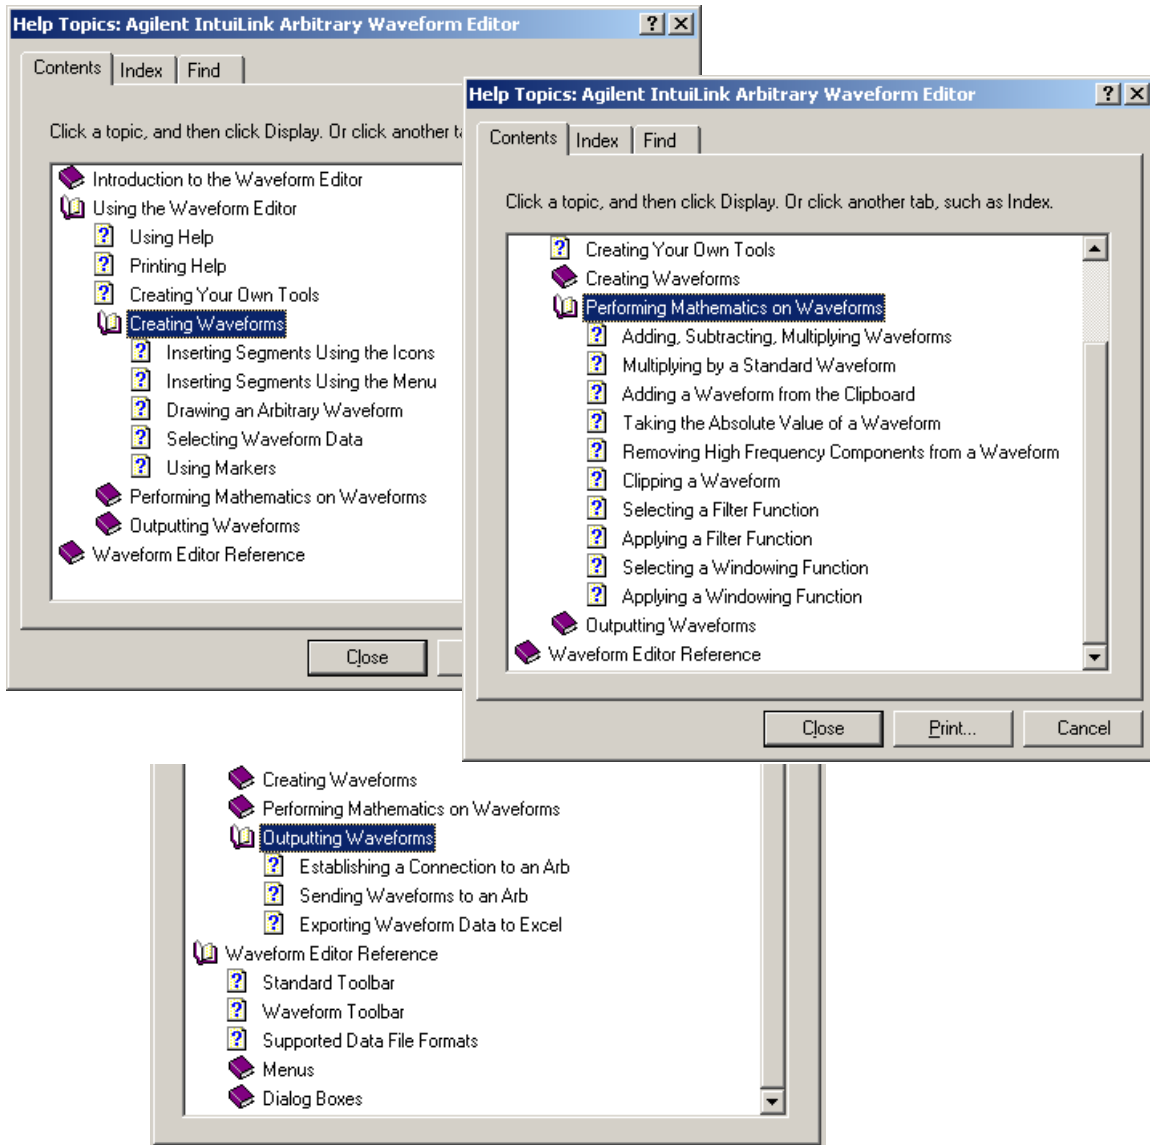 Help Topics: Agilent IntuiLink Arbitrary Waveform Editor
Contents Index Find
Click a topic, and then click Display. Or click another
Introduction to the Waveform Editor
Using the Waveform Editor
Using Help
Printing Help
Creating Your Own Tools
Creating Waveforms
Inserting Segments Using the Icons
Inserting Segments Using the Menu
Drawing an Arbitrary Waveform
Selecting Waveform Data
Using Markers
Performing Mathematics on Waveforms
Outputting Waveforms
Waveform Editor Reference
Close
Help Topics: Agilent IntuiLink Arbitrary Waveform Editor
Contents Index Find
Click a topic, and then click Display. Or click another tab, such as Index.
Creating Your Own Tools
Creating Waveforms
Performing Mathematics on Waveforms
Adding, Subtracting, Multiplying Waveforms
Multiplying by a Standard Waveform
Adding a Waveform from the Clipboard
Taking the Absolute Value of a Waveform
Removing High Frequency Components from a Waveform
Clipping a Waveform
Selecting a Filter Function
Applying a Filter Function
Selecting a Windowing Function
Applying a Windowing Function
Outputting Waveforms
Waveform Editor Reference
Close Print... Cancel
Creating Waveforms
Performing Mathematics on Waveforms
Outputting Waveforms
Establishing a Connection to an Arb
Sending Waveforms to an Arb
Exporting Waveform Data to Excel
Waveform Editor Reference
Standard Toolbar
Waveform Toolbar
Supported Data File Formats
Menus
Dialog Boxes